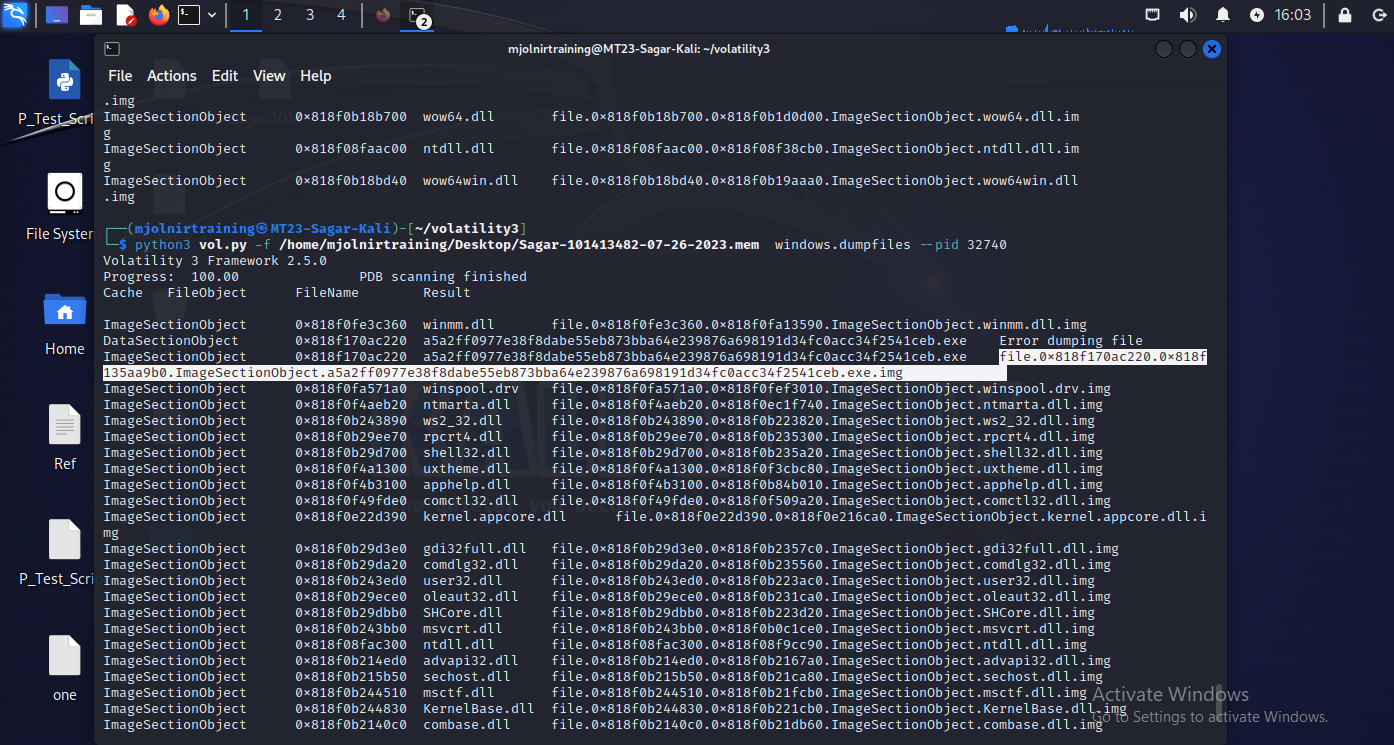 1 2 3 4 2 16:03
mjolnirtraining@MT23-Sagar-Kali: ~/volatility3
File Actions Edit View Help
P_Test_Scri
File System
Home
Ref
P_Test_Scri
one
.img
ImageSectionObject 0×818f0b18b700 wow64.dll file.0×818f0b18b700.0×818f0b1d0d00.ImageSectionObject.wow64.dll.im
g
ImageSectionObject 0×818f08faac00 ntdll.dll file.0×818f08faac00.0×818f08f38cb0.ImageSectionObject.ntdll.dll.im
g
ImageSectionObject 0×818f0b18bd40 wow64win.dll file.0×818f0b18bd40.0×818f0b19aaa0.ImageSectionObject.wow64win.dll
.img
┌──(mjolnirtraining㉿MT23-Sagar-Kali)-[~/volatility3]
└─$ python3 vol.py -f /home/mjolnirtraining/Desktop/Sagar-101413482-07-26-2023.mem windows.dumpfiles --pid 32740
Volatility 3 Framework 2.5.0
Progress: 100.00 PDB scanning finished
Cache FileObject FileName Result
ImageSectionObject 0×818f0fe3c360 winmm.dll file.0×818f0fe3c360.0×818f0fa13590.ImageSectionObject.winmm.dll.img
DataSectionObject 0×818f170ac220 a5a2ff0977e38f8dabe55eb873bba64e239876a698191d34fc0acc34f2541ceb.exe Error dumping file
ImageSectionObject 0×818f170ac220 a5a2ff0977e38f8dabe55eb873bba64e239876a698191d34fc0acc34f2541ceb.exe file.0×818f170ac220.0×818f
135aa9b0.ImageSectionObject.a5a2ff0977e38f8dabe55eb873bba64e239876a698191d34fc0acc34f2541ceb.exe.img
ImageSectionObject 0×818f0fa571a0 winspool.drv file.0×818f0fa571a0.0×818f0fef3010.ImageSectionObject.winspool.drv.img
ImageSectionObject 0×818f0f4aeb20 ntmarta.dll file.0×818f0f4aeb20.0×818f0ec1f740.ImageSectionObject.ntmarta.dll.img
ImageSectionObject 0×818f0b243890 ws2_32.dll file.0×818f0b243890.0×818f0b223820.ImageSectionObject.ws2_32.dll.img
ImageSectionObject 0×818f0b29ee70 rpcrt4.dll file.0×818f0b29ee70.0×818f0b235300.ImageSectionObject.rpcrt4.dll.img
ImageSectionObject 0×818f0b29d700 shell32.dll file.0×818f0b29d700.0×818f0b235a20.ImageSectionObject.shell32.dll.img
ImageSectionObject 0×818f0f4a1300 uxtheme.dll file.0×818f0f4a1300.0×818f0f3cbc80.ImageSectionObject.uxtheme.dll.img
ImageSectionObject 0×818f0f4b3100 apphelp.dll file.0×818f0f4b3100.0×818f0b84b010.ImageSectionObject.apphelp.dll.img
ImageSectionObject 0×818f0f49fde0 comctl32.dll file.0×818f0f49fde0.0×818f0f509a20.ImageSectionObject.comctl32.dll.img
ImageSectionObject 0×818f0e22d390 kernel.appcore.dll file.0×818f0e22d390.0×818f0e216ca0.ImageSectionObject.kernel.appcore.dll.i
mg
ImageSectionObject 0×818f0b29d3e0 gdi32full.dll file.0×818f0b29d3e0.0×818f0b2357c0.ImageSectionObject.gdi32full.dll.img
ImageSectionObject 0×818f0b29da20 comdlg32.dll file.0×818f0b29da20.0×818f0b235560.ImageSectionObject.comdlg32.dll.img
ImageSectionObject 0×818f0b243ed0 user32.dll file.0×818f0b243ed0.0×818f0b223ac0.ImageSectionObject.user32.dll.img
ImageSectionObject 0×818f0b29ece0 oleaut32.dll file.0×818f0b29ece0.0×818f0b231ca0.ImageSectionObject.oleaut32.dll.img
ImageSectionObject 0×818f0b29dbb0 SHCore.dll file.0×818f0b29dbb0.0×818f0b223d20.ImageSectionObject.SHCore.dll.img
ImageSectionObject 0×818f0b243bb0 msvcrt.dll file.0×818f0b243bb0.0×818f0b0c1ce0.ImageSectionObject.msvcrt.dll.img
ImageSectionObject 0×818f08fac300 ntdll.dll file.0×818f08fac300.0×818f08f9cc90.ImageSectionObject.ntdll.dll.img
ImageSectionObject 0×818f0b214ed0 advapi32.dll file.0×818f0b214ed0.0×818f0b2167a0.ImageSectionObject.advapi32.dll.img
ImageSectionObject 0×818f0b215b50 sechost.dll file.0×818f0b215b50.0×818f0b21ca80.ImageSectionObject.sechost.dll.img
ImageSectionObject 0×818f0b244510 msctf.dll file.0×818f0b244510.0×818f0b21fcb0.ImageSectionObject.msctf.dll.img
ImageSectionObject 0×818f0b244830 KernelBase.dll file.0×818f0b244830.0×818f0b221cb0.ImageSectionObject.KernelBase.dll.img
ImageSectionObject 0×818f0b2140c0 combase.dll file.0×818f0b2140c0.0×818f0b21db60.ImageSectionObject.combase.dll.img
Activate Windows
Go to Settings to activate Windows.